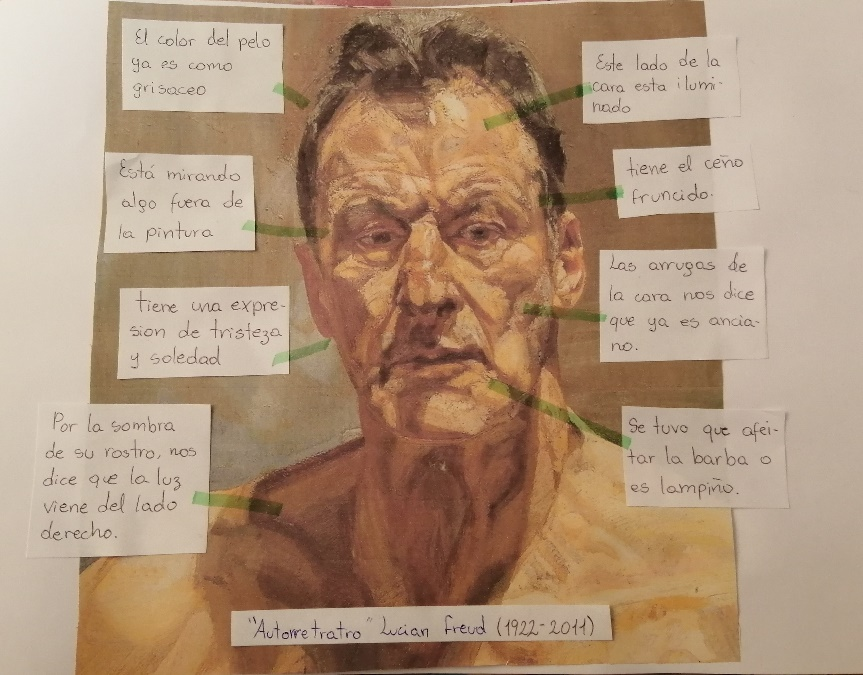 El color del pelo
ya es como
grisaceo
Está mirando
algo fuera de
la pintura
tiene una expre-
sion de tristeza
y soledad
Por la sombra
de su rostro, nos
dice que la luz
viene del lado
derecho.
Este lado de la
cara esta ilumi-
nado
tiene el ceño
fruncido.
Las arrugas de
la cara nos dice
que ya es ancia-
no.
Se tuvo que afei-
tar la barba o
es lampiño.
"Autorretratro" Lucian freud (1922-2011)